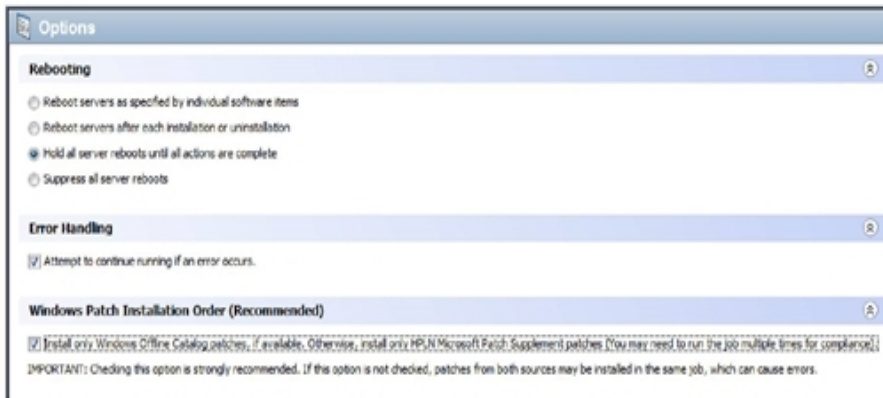 Options
Rebooting
Reboot servers as specified by individual software items
Reboot servers after each installation or uninstallation
Hold all server reboots until all actions are complete
Suppress all server reboots
Error Handling
Attempt to continue running if an error occurs.
Windows Patch Installation Order (Recommended)
Install only Windows Offline Catalog patches, if available. Otherwise, install only HPLN Microsoft Patch Supplement patches (You may need to run the job multiple times for compliance).
IMPORTANT: Checking this option is strongly recommended. If this option is not checked, patches from both sources may be installed in the same job, which can cause errors.